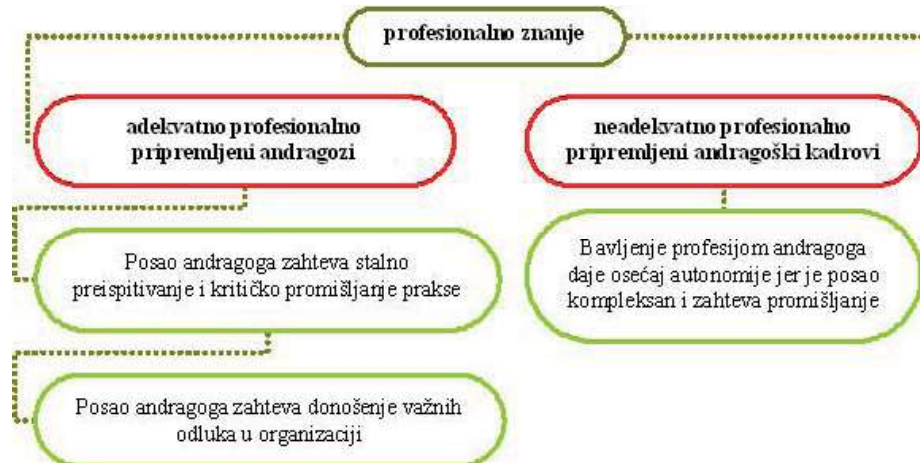 profesionalno znanje
adekvatno profesionalno
pripremljeni andragozi
neadekvatno profesionalno
pripremljeni andragoški kadrovi
Posao andragoga zahteva stalno
preispitivanje i kritičko promišljanje prakse
Bavljenje profesijom andragoga
daje osećaj autonomije jer je posao
kompleksan i zahteva promišljanje
Posao andragoga zahteva donošenje važnih
odluka u organizaciji